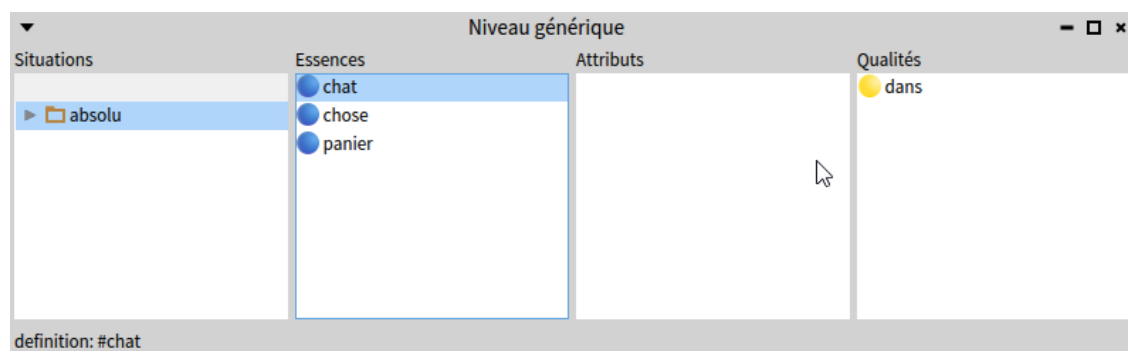 Niveau générique
Situations Essences Attributs Qualités
chat dans
absolu chose
panier
definition: #chat